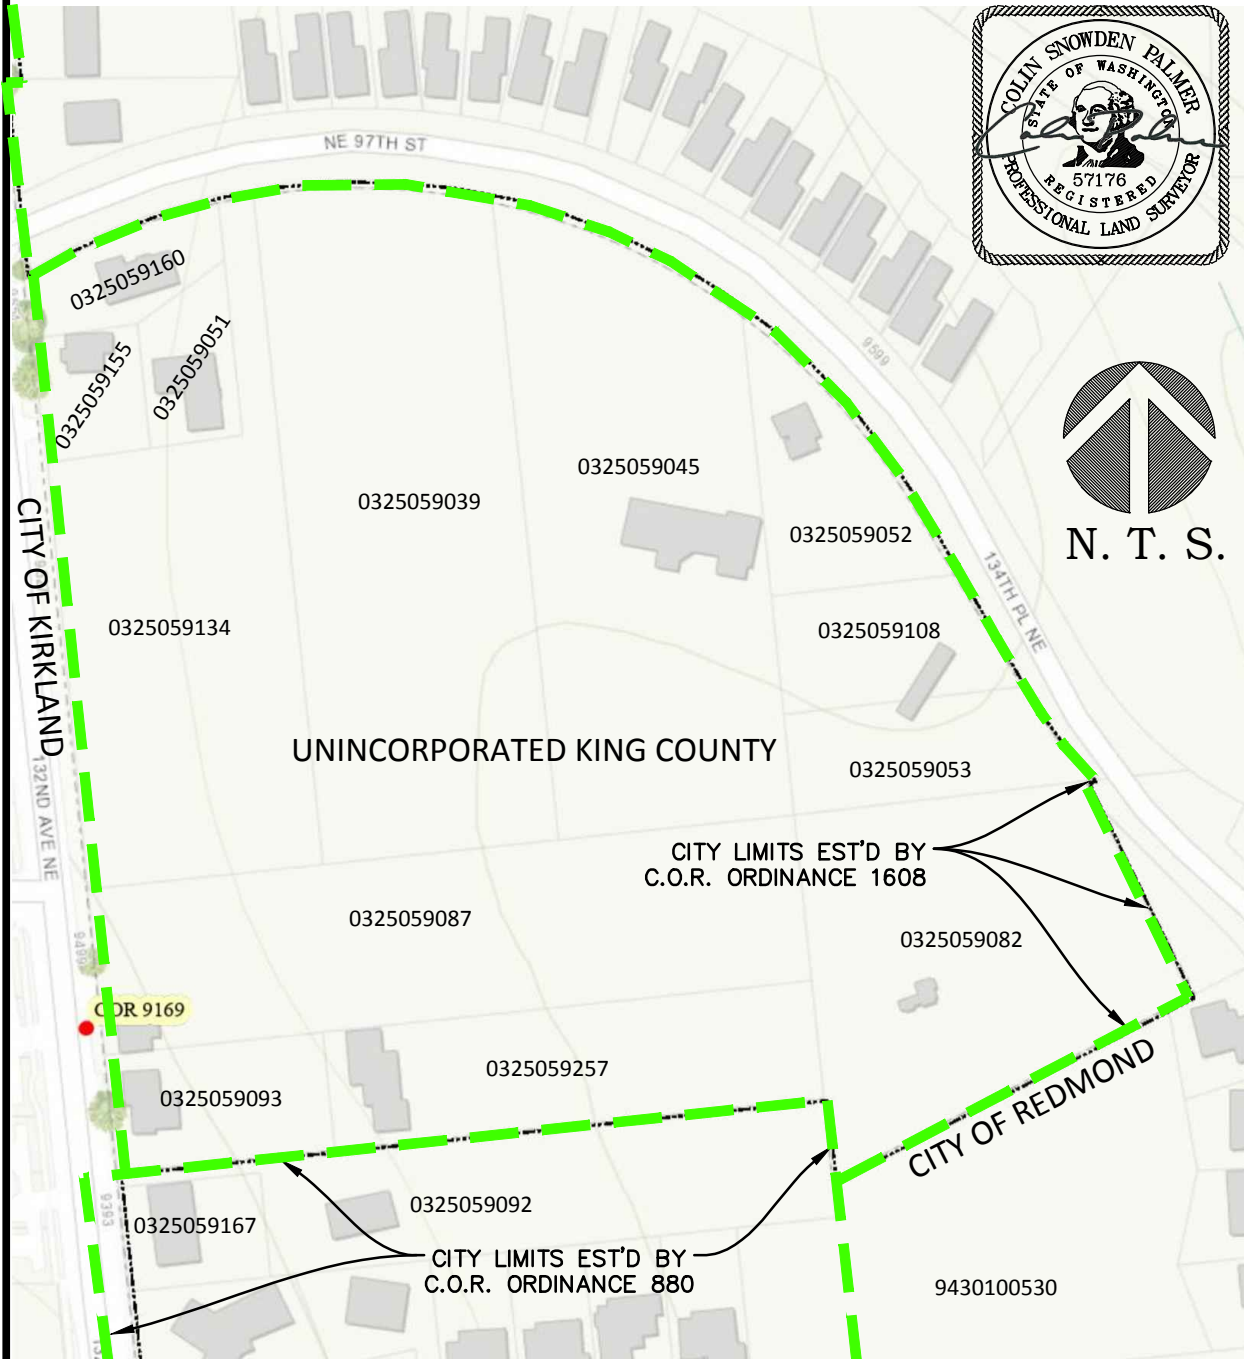 COLIN SNOWDEN PALMER
STATE OF WASHINGTON
57176
REGISTERED
PROFESSIONAL LAND SURVEYOR
NE 97TH ST
0325059160
0325059155
0325059051
9599
N. T. S.
0325059045
0325059039
0325059052
134TH PL NE
CITY OF KIRKLAND
0325059134
0325059108
UNINCORPORATED KING COUNTY
0325059053
132ND AVE NE
CITY LIMITS EST'D BY
C.O.R. ORDINANCE 1608
0325059087
0325059082
9499
COR 9169
0325059257
0325059093
CITY OF REDMOND
9393
0325059167
0325059092
CITY LIMITS EST'D BY
C.O.R. ORDINANCE 880
9430100530